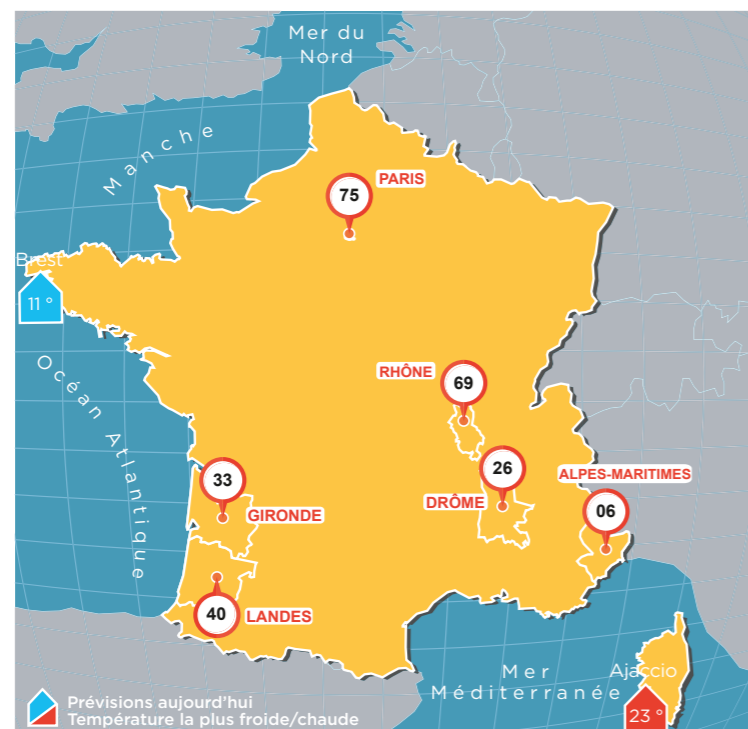 Mer du
Nord
Manche
PARIS
75
Brest
11 °
RHÔNE
69
Océan Atlantique
33
GIRONDE
26
DRÔME
ALPES-MARITIMES
06
40
LANDES
Mer
Méditerranée
Ajaccio
23 °
Prévisions aujourd'hui
Température la plus froide/chaude